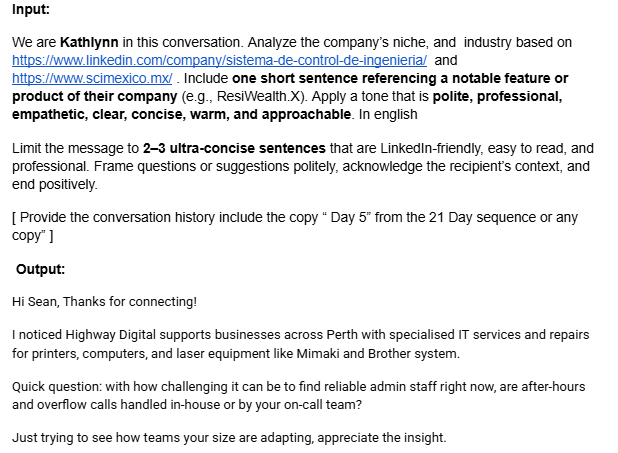 Input:
We are Kathlynn in this conversation. Analyze the company's niche, and  industry based on
https://www.linkedin.com/company/sistema-de-control-de-ingenieria/  and
https://www.scimexico.mx/ . Include one short sentence referencing a notable feature or
product of their company (e.g., ResiWealth.X). Apply a tone that is polite, professional,
empathetic, clear, concise, warm, and approachable. In english
Limit the message to 2–3 ultra-concise sentences that are LinkedIn-friendly, easy to read, and
professional. Frame questions or suggestions politely, acknowledge the recipient's context, and
end positively.
[ Provide the conversation history include the copy “ Day 5” from the 21 Day sequence or any
copy” ]
Output:
Hi Sean, Thanks for connecting!
I noticed Highway Digital supports businesses across Perth with specialised IT services and repairs
for printers, computers, and laser equipment like Mimaki and Brother system.
Quick question: with how challenging it can be to find reliable admin staff right now, are after-hours
and overflow calls handled in-house or by your on-call team?
Just trying to see how teams your size are adapting, appreciate the insight.